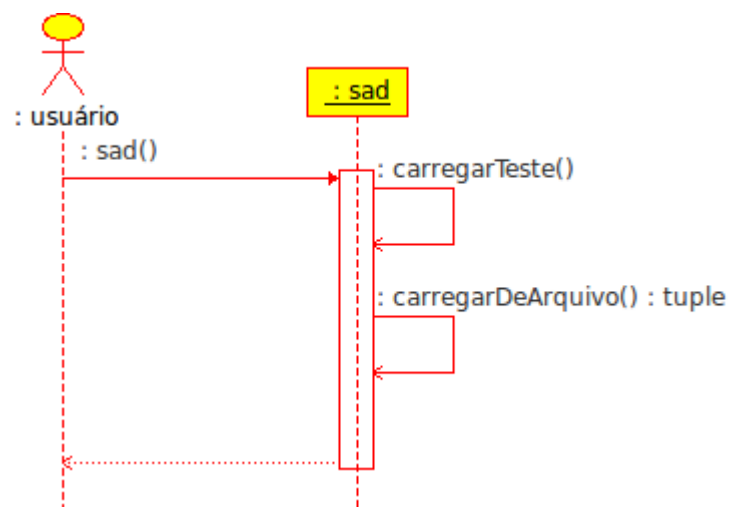 : sad
: usuário
: sad()
: carregarTeste()
: carregarDeArquivo() : tuple